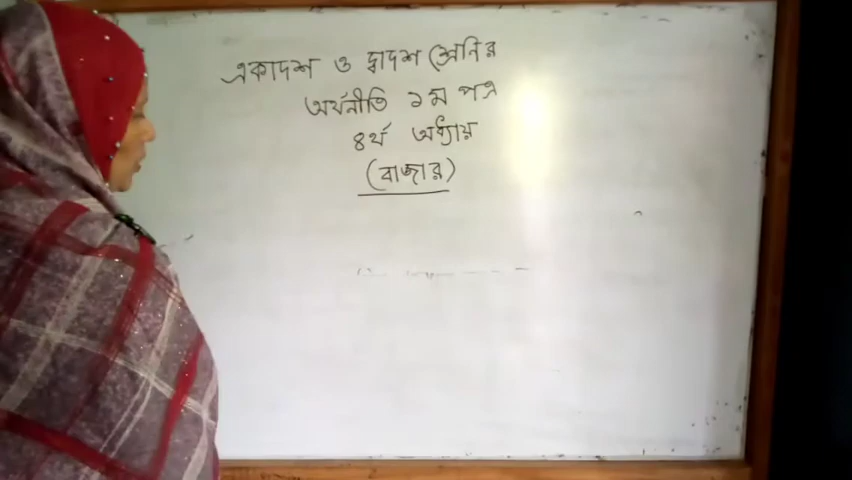 একাদশ ও দ্বাদশ শ্রেনির
অর্থনীতি ১ম পত্র
৪র্থ অধ্যায়
(বাজার)